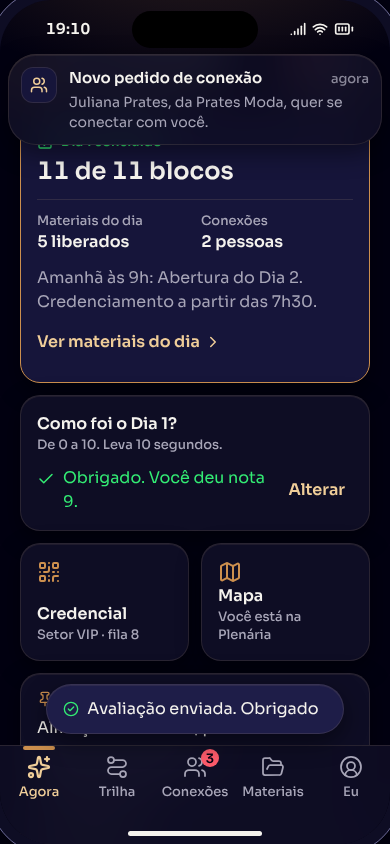 19:10
Novo pedido de conexão
agora
Juliana Prates, da Prates Moda, quer se
conectar com você.
11 de 11 blocos
Materiais do dia
5 liberados
Conexões
2 pessoas
Amanhã às 9h: Abertura do Dia 2.
Credenciamento a partir das 7h30.
Ver materiais do dia
Como foi o Dia 1?
De 0 a 10. Leva 10 segundos.
Obrigado. Você deu nota
9.
Alterar
Credencial
Setor VIP · fila 8
Mapa
Você está na
Plenária
Avaliação enviada. Obrigado
3
Agora
Trilha
Conexões
Materiais
Eu